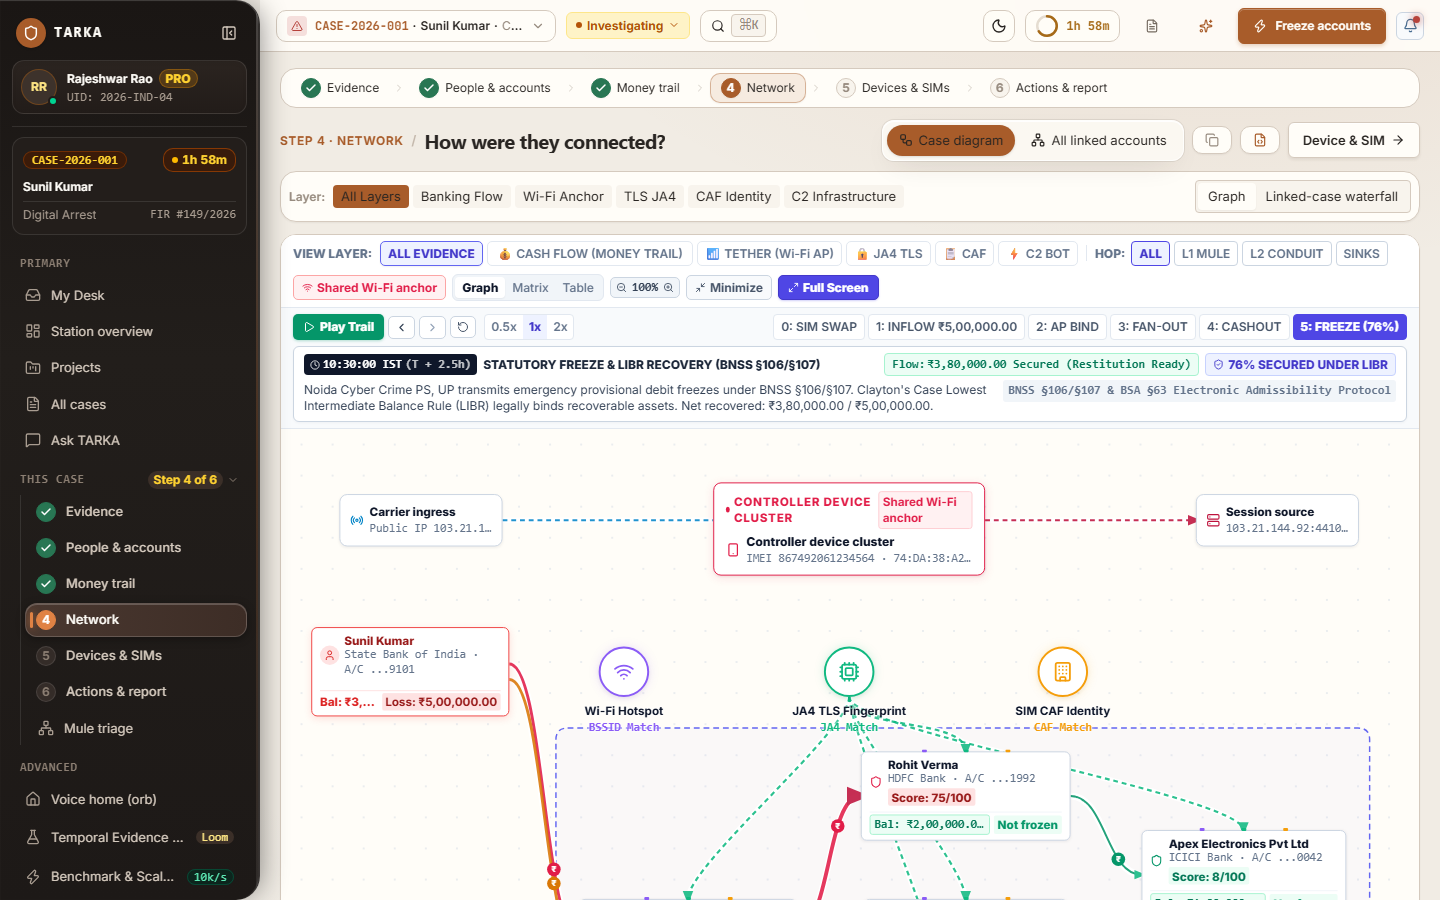 TARKA
RR
Rajeshwar Rao PRO
UID: 2026-IND-04
CASE-2026-001
1h 58m
Sunil Kumar
Digital Arrest
FIR #149/2026
PRIMARY
My Desk
Station overview
Projects
All cases
Ask TARKA
THIS CASE
Step 4 of 6
Evidence
People & accounts
Money trail
4 Network
5 Devices & SIMs
6 Actions & report
Mule triage
ADVANCED
Voice home (orb)
Temporal Evidence ... Loom
Benchmark & Scal... 10k/s
CASE-2026-001 · Sunil Kumar · C...
Investigating
⌘K
1h 58m
Freeze accounts
Evidence
People & accounts
Money trail
4 Network
5 Devices & SIMs
6 Actions & report
STEP 4 · NETWORK / How were they connected?
Case diagram
All linked accounts
Device & SIM
Layer: All Layers Banking Flow Wi-Fi Anchor TLS JA4 CAF Identity C2 Infrastructure
Graph Linked-case waterfall
VIEW LAYER: ALL EVIDENCE CASH FLOW (MONEY TRAIL) TETHER (Wi-Fi AP) JA4 TLS CAF C2 BOT HOP: ALL L1 MULE L2 CONDUIT SINKS
Shared Wi-Fi anchor Graph Matrix Table 100% Minimize Full Screen
Play Trail 0.5x 1x 2x 0: SIM SWAP 1: INFLOW ₹5,00,000.00 2: AP BIND 3: FAN-OUT 4: CASHOUT 5: FREEZE (76%)
10:30:00 IST (T + 2.5h) STATUTORY FREEZE & LIBR RECOVERY (BNSS §106/§107) Flow: ₹3,80,000.00 Secured (Restitution Ready) 76% SECURED UNDER LIBR
Noida Cyber Crime PS, UP transmits emergency provisional debit freezes under BNSS §106/§107. Clayton's Case Lowest
Intermediate Balance Rule (LIBR) legally binds recoverable assets. Net recovered: ₹3,80,000.00 / ₹5,00,000.00.
BNSS §106/§107 & BSA §63 Electronic Admissibility Protocol
Carrier ingress
Public IP 103.21.1...
CONTROLLER DEVICE
CLUSTER
Shared Wi-Fi
anchor
Controller device cluster
IMEI 867492061234564 · 74:DA:38:A2...
Session source
103.21.144.92:4410...
Sunil Kumar
State Bank of India ·
A/C ...9101
Bal: ₹3,... Loss: ₹5,00,000.00
Wi-Fi Hotspot
BSSID Match
JA4 TLS Fingerprint
JA4 Match
SIM CAF Identity
CAF Match
Rohit Verma
HDFC Bank · A/C ...1992
Score: 75/100
Bal: ₹2,00,000.0... Not frozen
₹
₹
₹
₹
Apex Electronics Pvt Ltd
ICICI Bank · A/C ...0042
Score: 8/100